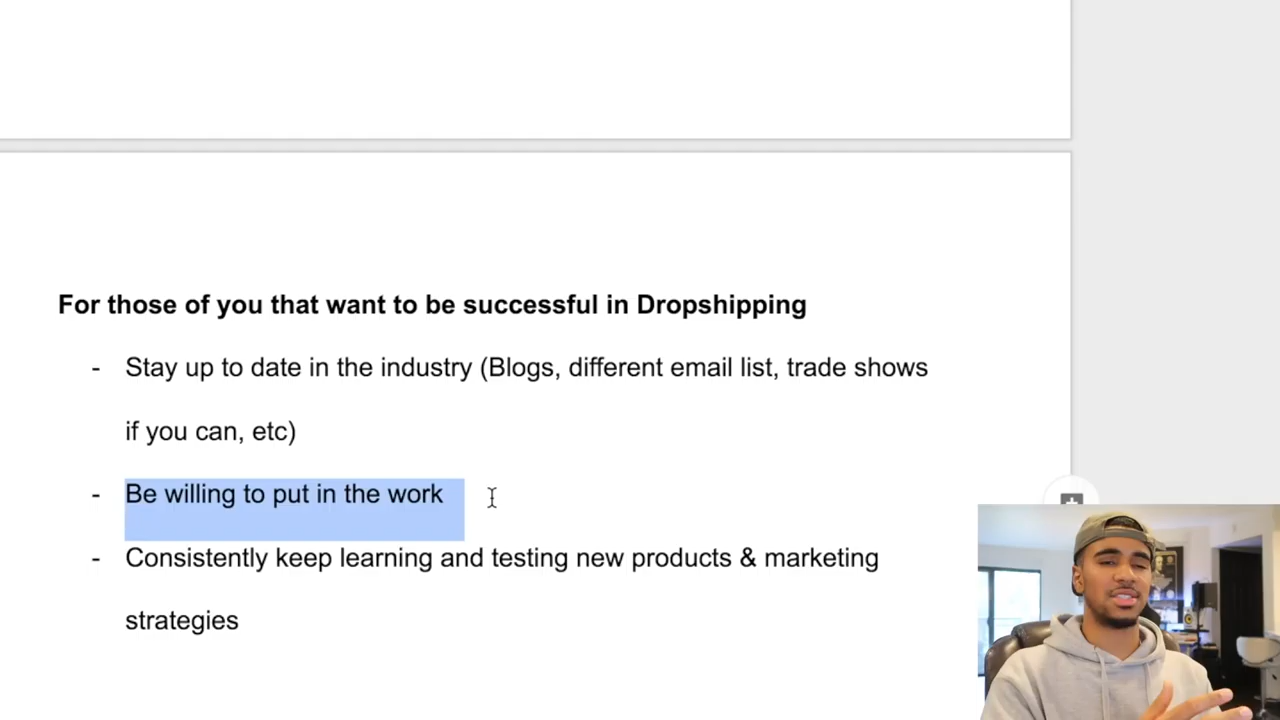 For those of you that want to be successful in Dropshipping
- Stay up to date in the industry (Blogs, different email list, trade shows
if you can, etc)
- Be willing to put in the work
- Consistently keep learning and testing new products & marketing
strategies